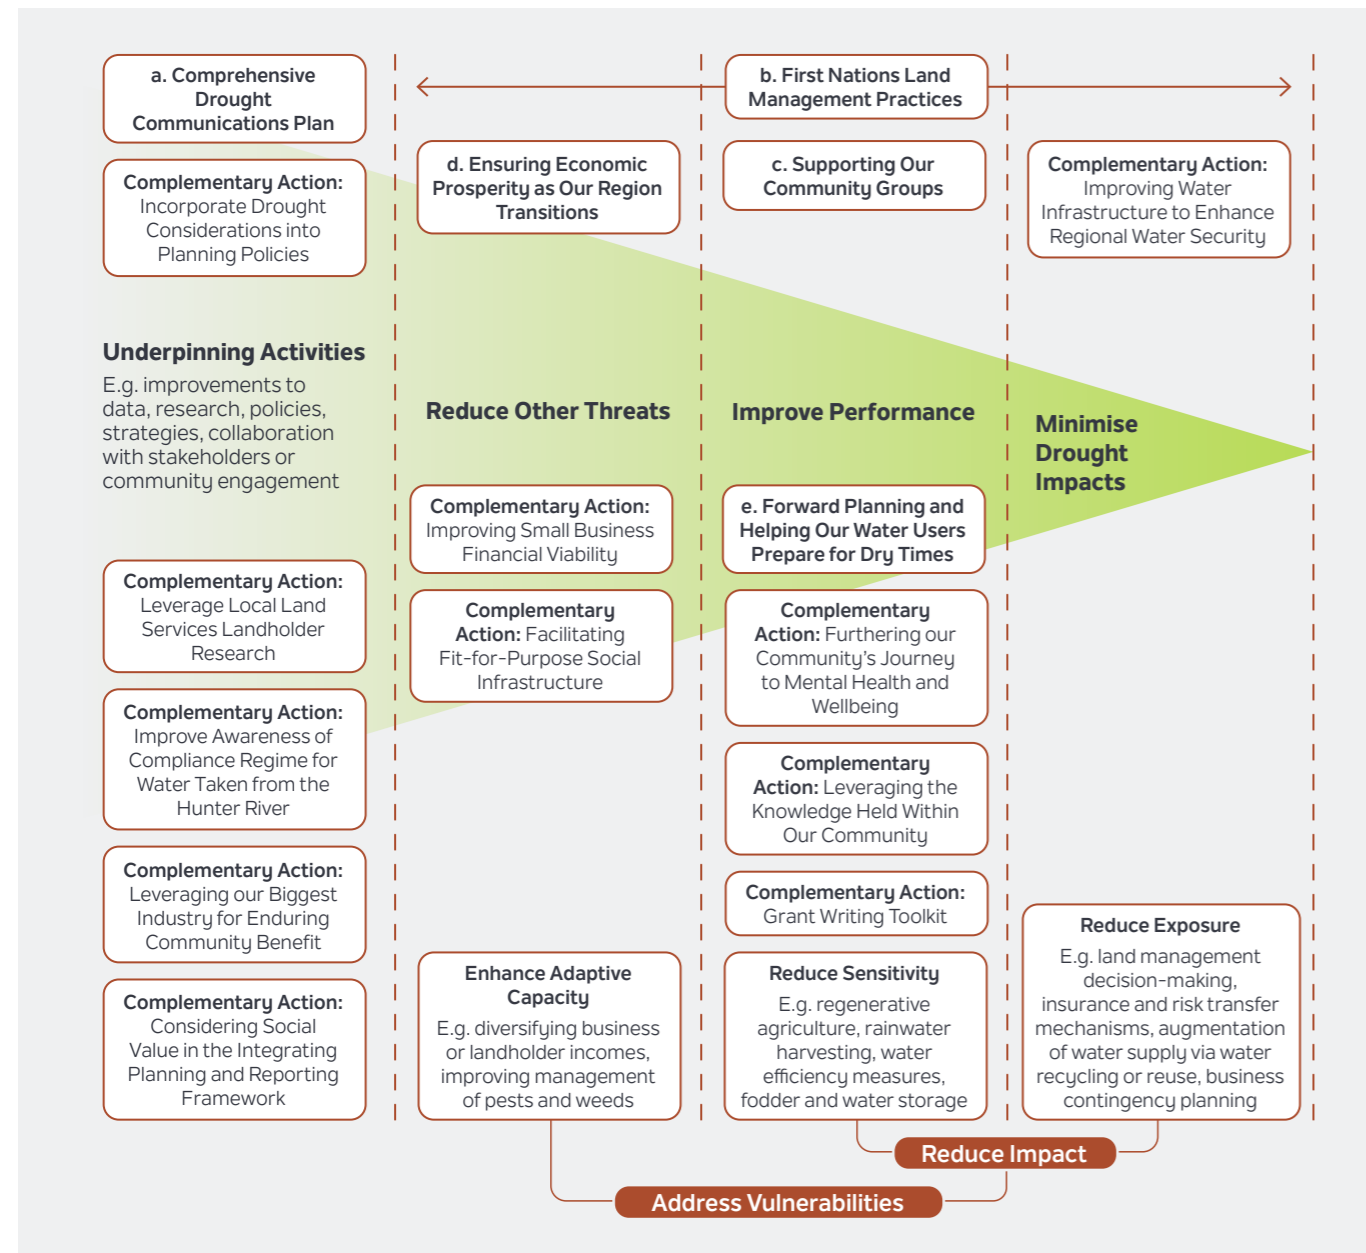 a. Comprehensive
Drought
Communications Plan
Complementary Action:
Incorporate Drought
Considerations into
Planning Policies
Underpinning Activities
E.g. improvements to
data, research, policies,
strategies, collaboration
with stakeholders or
community engagement
Complementary Action:
Leverage Local Land
Services Landholder
Research
Complementary Action:
Improve Awareness of
Compliance Regime for
Water Taken from the
Hunter River
Complementary Action:
Leveraging our Biggest
Industry for Enduring
Community Benefit
Complementary Action:
Considering Social
Value in the Integrating
Planning and Reporting
Framework
b. First Nations Land
Management Practices
d. Ensuring Economic
Prosperity as Our Region
Transitions
Reduce Other Threats
Complementary Action:
Improving Small Business
Financial Viability
Complementary
Action: Facilitating
Fit-for-Purpose Social
Infrastructure
Enhance Adaptive
Capacity
E.g. diversifying business
or landholder incomes,
improving management
of pests and weeds
c. Supporting Our
Community Groups
Improve Performance
e. Forward Planning and
Helping Our Water Users
Prepare for Dry Times
Complementary
Action: Furthering our
Community's Journey
to Mental Health and
Wellbeing
Complementary
Action: Leveraging the
Knowledge Held Within
Our Community
Complementary Action:
Grant Writing Toolkit
Reduce Sensitivity
E.g. regenerative
agriculture, rainwater
harvesting, water
efficiency measures,
fodder and water storage
Complementary Action:
Improving Water
Infrastructure to Enhance
Regional Water Security
Minimise
Drought
Impacts
Reduce Exposure
E.g. land management
decision-making,
insurance and risk transfer
mechanisms, augmentation
of water supply via water
recycling or reuse, business
contingency planning
Reduce Impact
Address Vulnerabilities